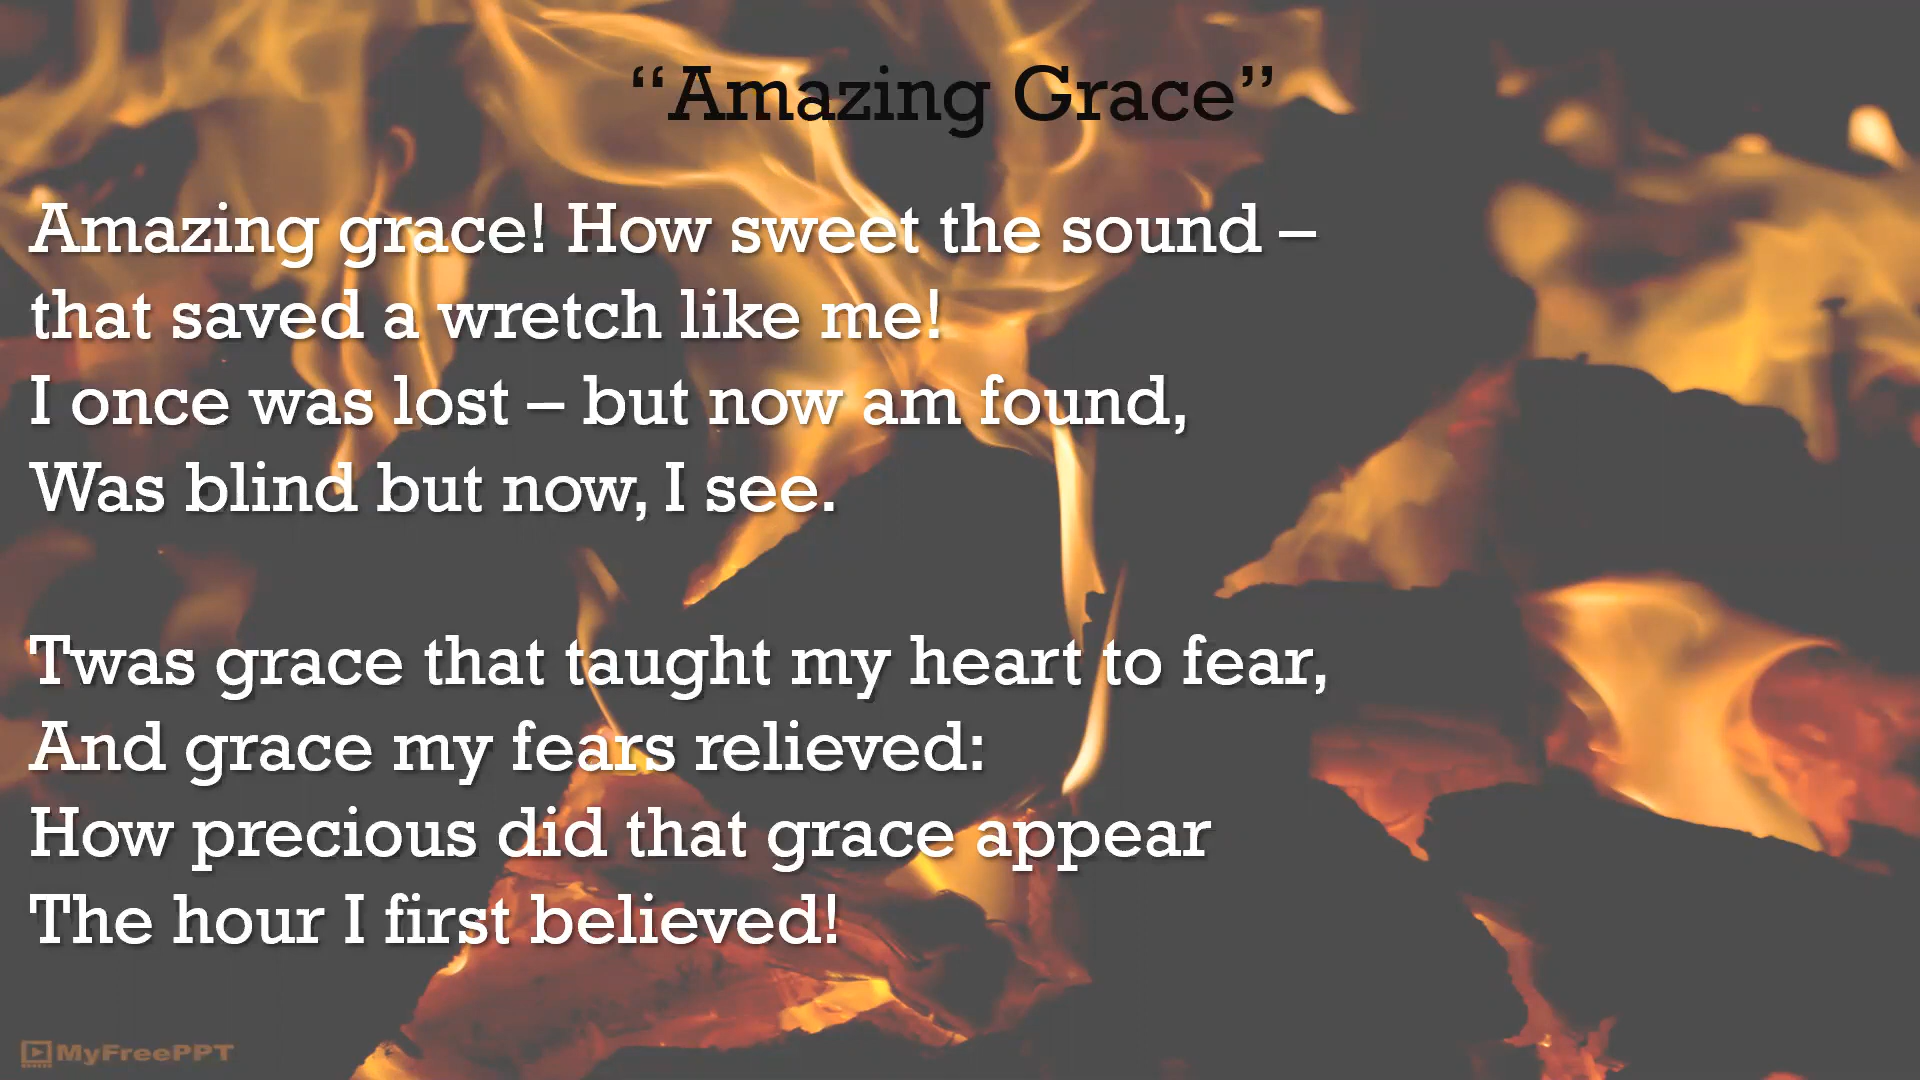 “Amazing Grace”
Amazing grace! How sweet the sound –
that saved a wretch like me!
I once was lost – but now am found,
Was blind but now, I see.
Twas grace that taught my heart to fear,
And grace my fears relieved:
How precious did that grace appear
The hour I first believed!
MyFreePPT